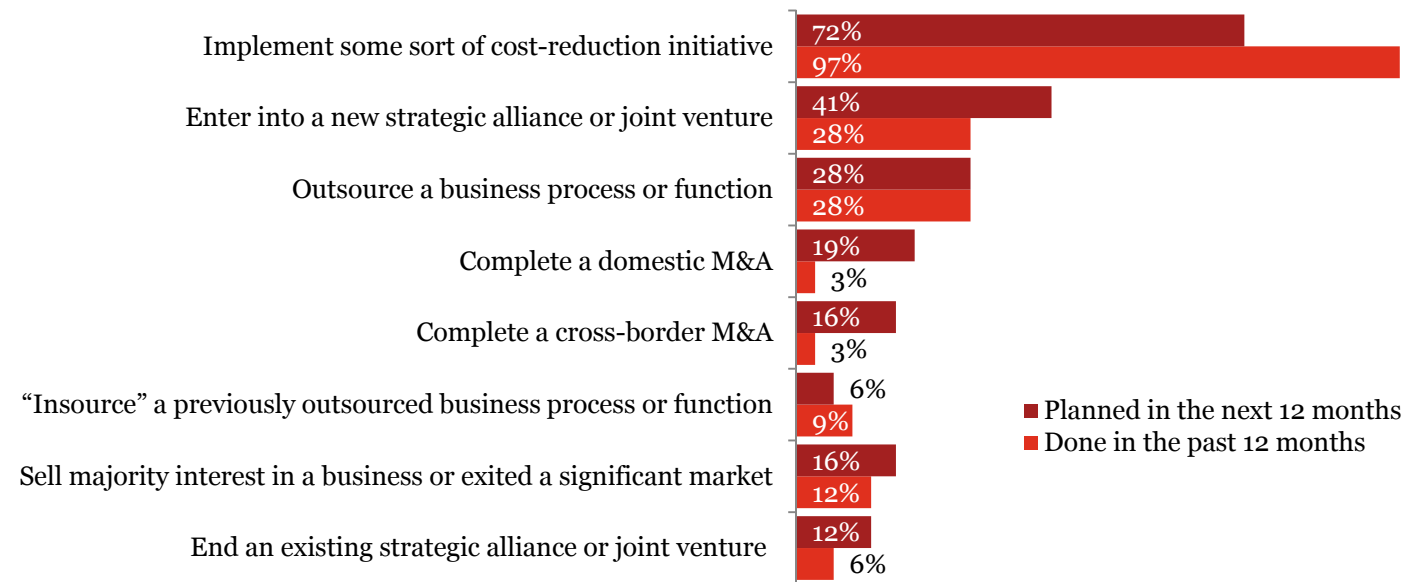 Implement some sort of cost-reduction initiative
72%
97%
Enter into a new strategic alliance or joint venture
41%
28%
Outsource a business process or function
28%
28%
Complete a domestic M&A
19%
3%
Complete a cross-border M&A
16%
3%
“Insource” a previously outsourced business process or function
6%
9%
Sell majority interest in a business or exited a significant market
16%
12%
End an existing strategic alliance or joint venture
12%
6%
Planned in the next 12 months
Done in the past 12 months